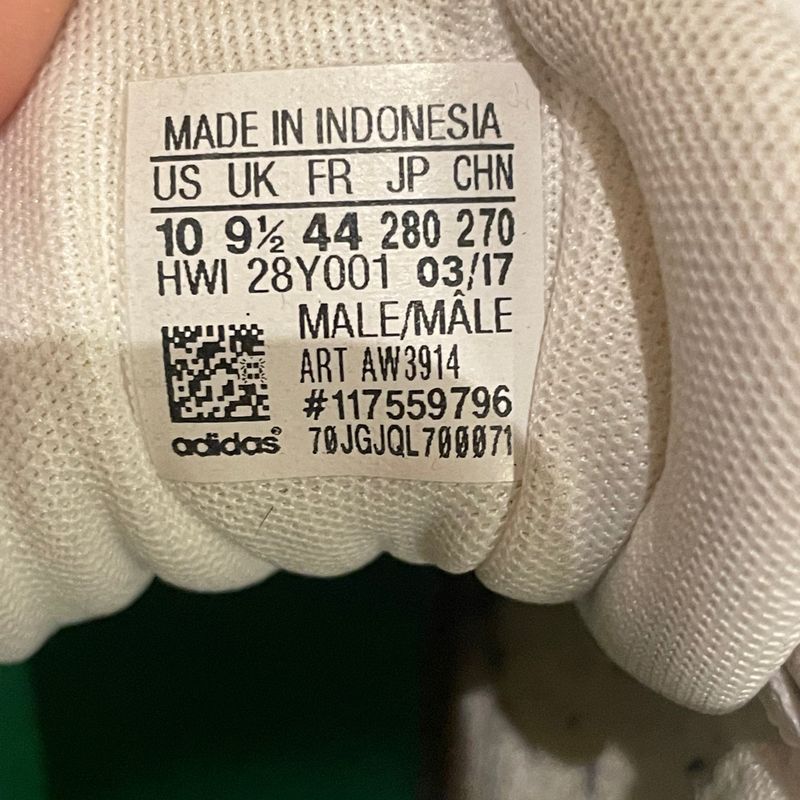 MADE IN INDONESIA
US UK FR JP CHN
10 9½ 44 280 270
HWI 28Y001 03/17
MALE/MÂLE
ART AW3914
#117559796
adidas® 70JGJQL700071